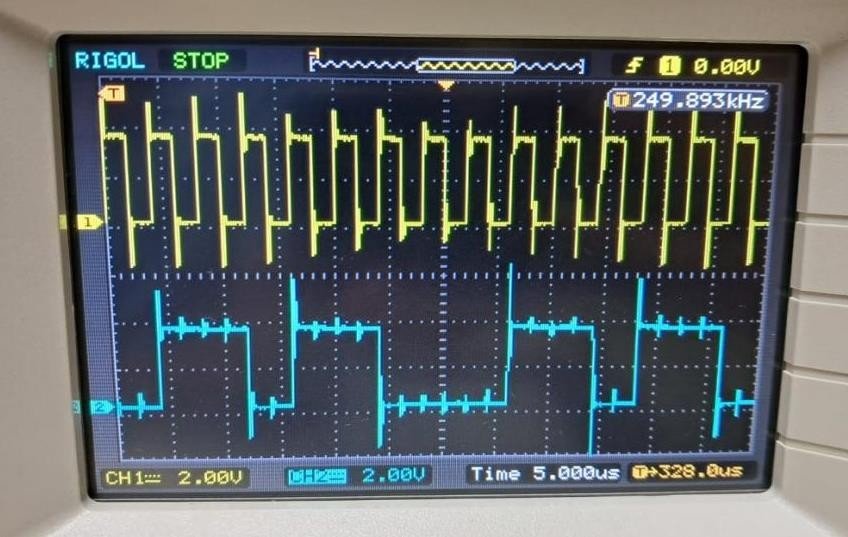 RIGOL STOP 1 0.00V
T
T 249.893kHz
1
2
CH1 2.00V CH2 2.00V Time 5.000us T→328.0us